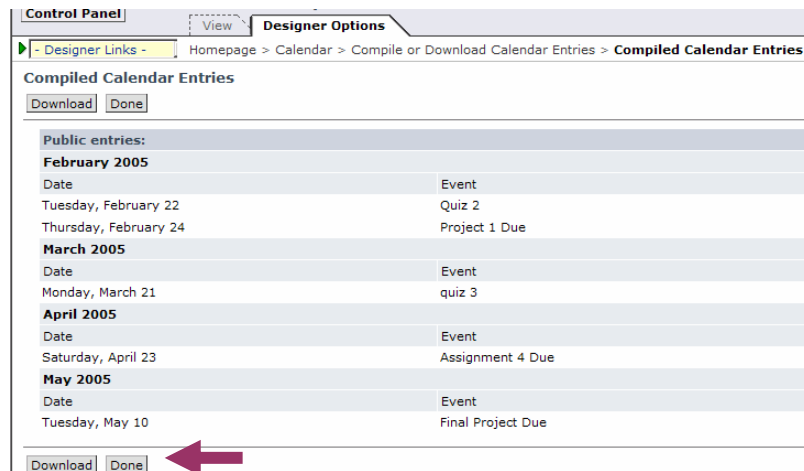 Control Panel
View Designer Options
- Designer Links - Homepage > Calendar > Compile or Download Calendar Entries > Compiled Calendar Entries
Compiled Calendar Entries
Download Done
Public entries:
February 2005
Date Event
Tuesday, February 22 Quiz 2
Thursday, February 24 Project 1 Due
March 2005
Date Event
Monday, March 21 quiz 3
April 2005
Date Event
Saturday, April 23 Assignment 4 Due
May 2005
Date Event
Tuesday, May 10 Final Project Due
Download Done